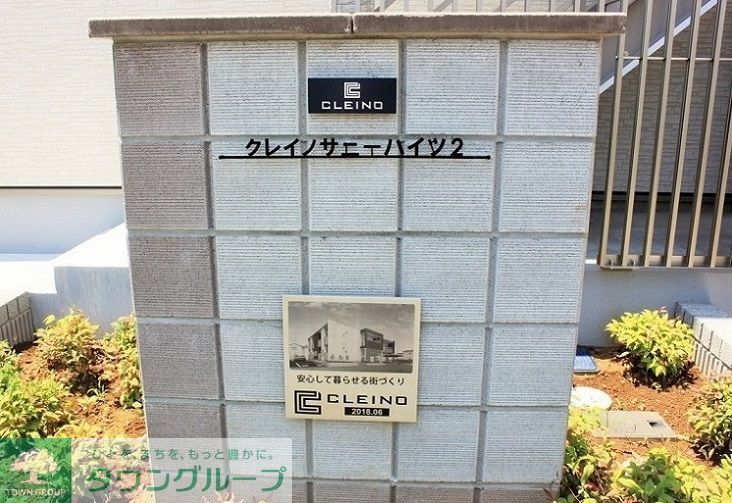 CLEINO
クレイノサニーハイツ2
安心して暮らせる街づくり
CLEINO
2018.06
ひとを、まちを、もっと豊かに。
タウングループ
TOWN GROUP